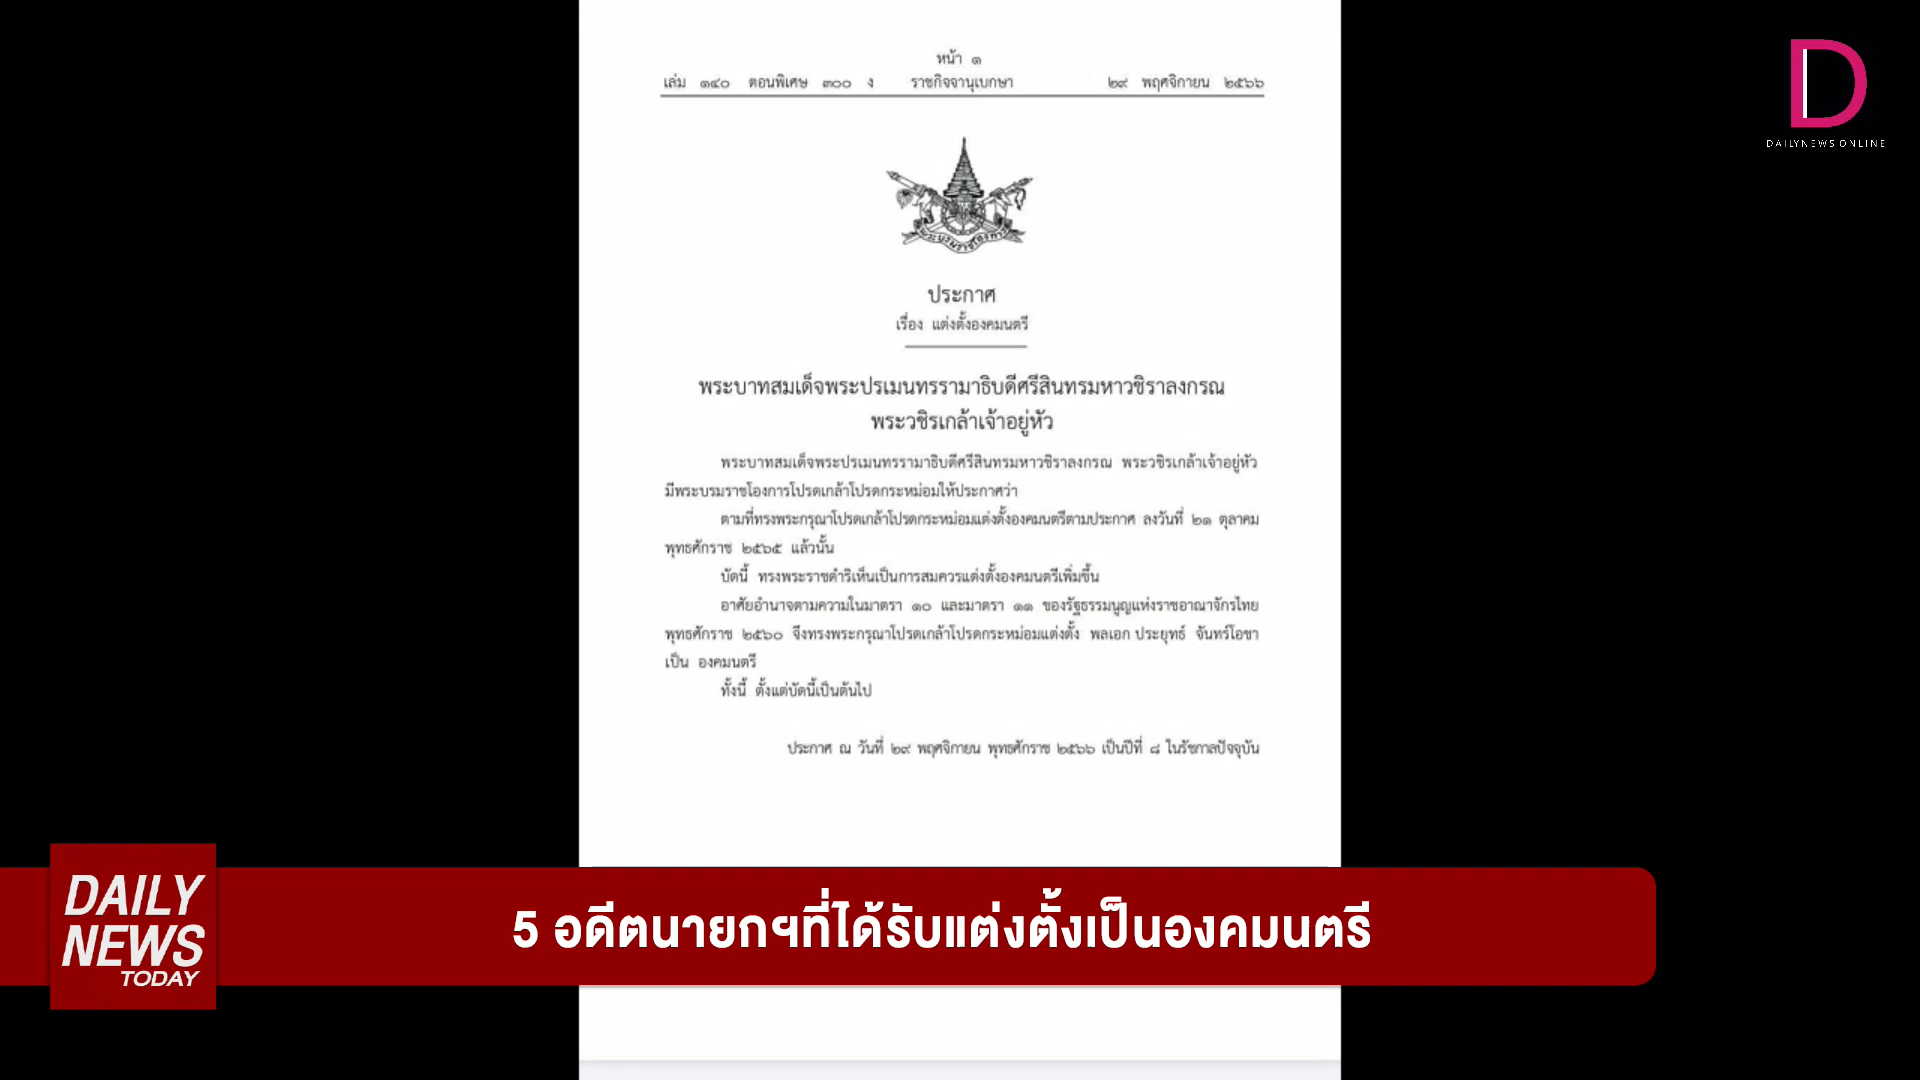 หน้า ๑
เล่ม ๑๔๐ ตอนพิเศษ ๓๐๐ ง ราชกิจจานุเบกษา ๒๙ พฤศจิกายน ๒๕๖๖
พระบรมราชโองการ
ประกาศ
เรื่อง แต่งตั้งองคมนตรี
พระบาทสมเด็จพระปรเมนทรรามาธิบดีศรีสินทรมหาวชิราลงกรณ
พระวชิรเกล้าเจ้าอยู่หัว
พระบาทสมเด็จพระปรเมนทรรามาธิบดีศรีสินทรมหาวชิราลงกรณ พระวชิรเกล้าเจ้าอยู่หัว
มีพระบรมราชโองการโปรดเกล้าโปรดกระหม่อมให้ประกาศว่า
ตามที่ทรงพระกรุณาโปรดเกล้าโปรดกระหม่อมแต่งตั้งองคมนตรีตามประกาศ ลงวันที่ ๒๑ ตุลาคม
พุทธศักราช ๒๕๖๕ แล้วนั้น
บัดนี้ ทรงพระราชดำริเห็นเป็นการสมควรแต่งตั้งองคมนตรีเพิ่มขึ้น
อาศัยอำนาจตามความในมาตรา ๑๐ และมาตรา ๑๑ ของรัฐธรรมนูญแห่งราชอาณาจักรไทย
พุทธศักราช ๒๕๖๐ จึงทรงพระกรุณาโปรดเกล้าโปรดกระหม่อมแต่งตั้ง พลเอก ประยุทธ์ จันทร์โอชา
เป็น องคมนตรี
ทั้งนี้ ตั้งแต่บัดนี้เป็นต้นไป
ประกาศ ณ วันที่ ๒๙ พฤศจิกายน พุทธศักราช ๒๕๖๖ เป็นปีที่ ๘ ในรัชกาลปัจจุบัน
D
DAILYNEWS ONLINE
DAILY
NEWS
TODAY
5 อดีตนายกฯที่ได้รับแต่งตั้งเป็นองคมนตรี